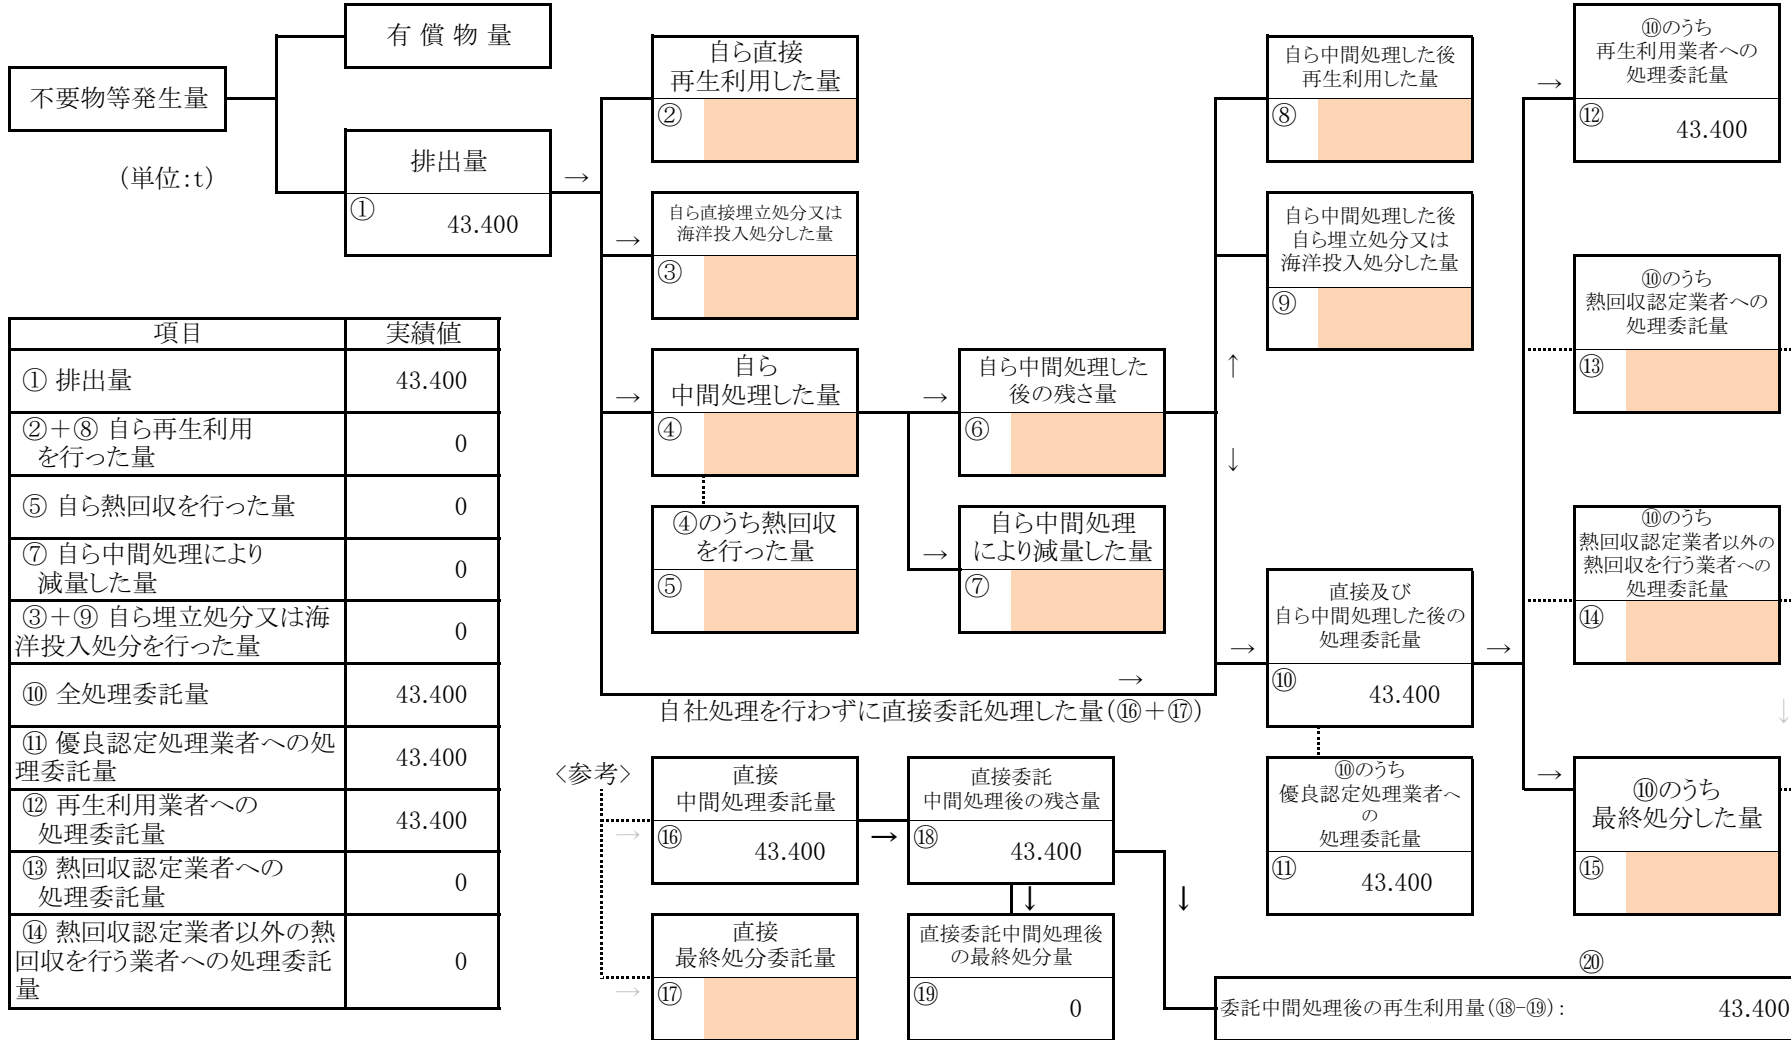 有 償 物 量
不要物等発生量
(単位:t)
排出量
①
43.400
→
自ら直接
再生利用した量
②
→
自ら直接埋立処分又は
海洋投入処分した量
③
→
自ら
中間処理した量
④
④のうち熱回収
を行った量
⑤
→
自ら中間処理した
後の残さ量
⑥
→
自ら中間処理
により減量した量
⑦
↑
↓
自ら中間処理した後
再生利用した量
⑧
自ら中間処理した後
自ら埋立処分又は
海洋投入処分した量
⑨
→
自社処理を行わずに直接委託処理した量(⑯+⑰)
→
直接及び
自ら中間処理した後の
処理委託量
⑩
43.400
→
⑩のうち
優良認定処理業者へ
の
処理委託量
⑪
43.400
→
⑩のうち
再生利用業者への
処理委託量
⑫
43.400
⑩のうち
熱回収認定業者への
処理委託量
⑬
⑩のうち
熱回収認定業者以外の
熱回収を行う業者への
処理委託量
⑭
↓
→
⑩のうち
最終処分した量
⑮
項目 実績値
① 排出量 43.400
②+⑧ 自ら再生利用
を行った量 0
⑤ 自ら熱回収を行った量 0
⑦ 自ら中間処理により
減量した量 0
③+⑨ 自ら埋立処分又は海
洋投入処分を行った量 0
⑩ 全処理委託量 43.400
⑪ 優良認定処理業者への処
理委託量 43.400
⑫ 再生利用業者への
処理委託量 43.400
⑬ 熱回収認定業者への
処理委託量 0
⑭ 熱回収認定業者以外の熱
回収を行う業者への処理委託
量 0
<参考>
→
直接
中間処理委託量
⑯
43.400
→
直接委託
中間処理後の残さ量
⑱
43.400
↓
↓
→
直接
最終処分委託量
⑰
直接委託中間処理後
の最終処分量
⑲
0
⑳
委託中間処理後の再生利用量(⑱-⑲): 43.400